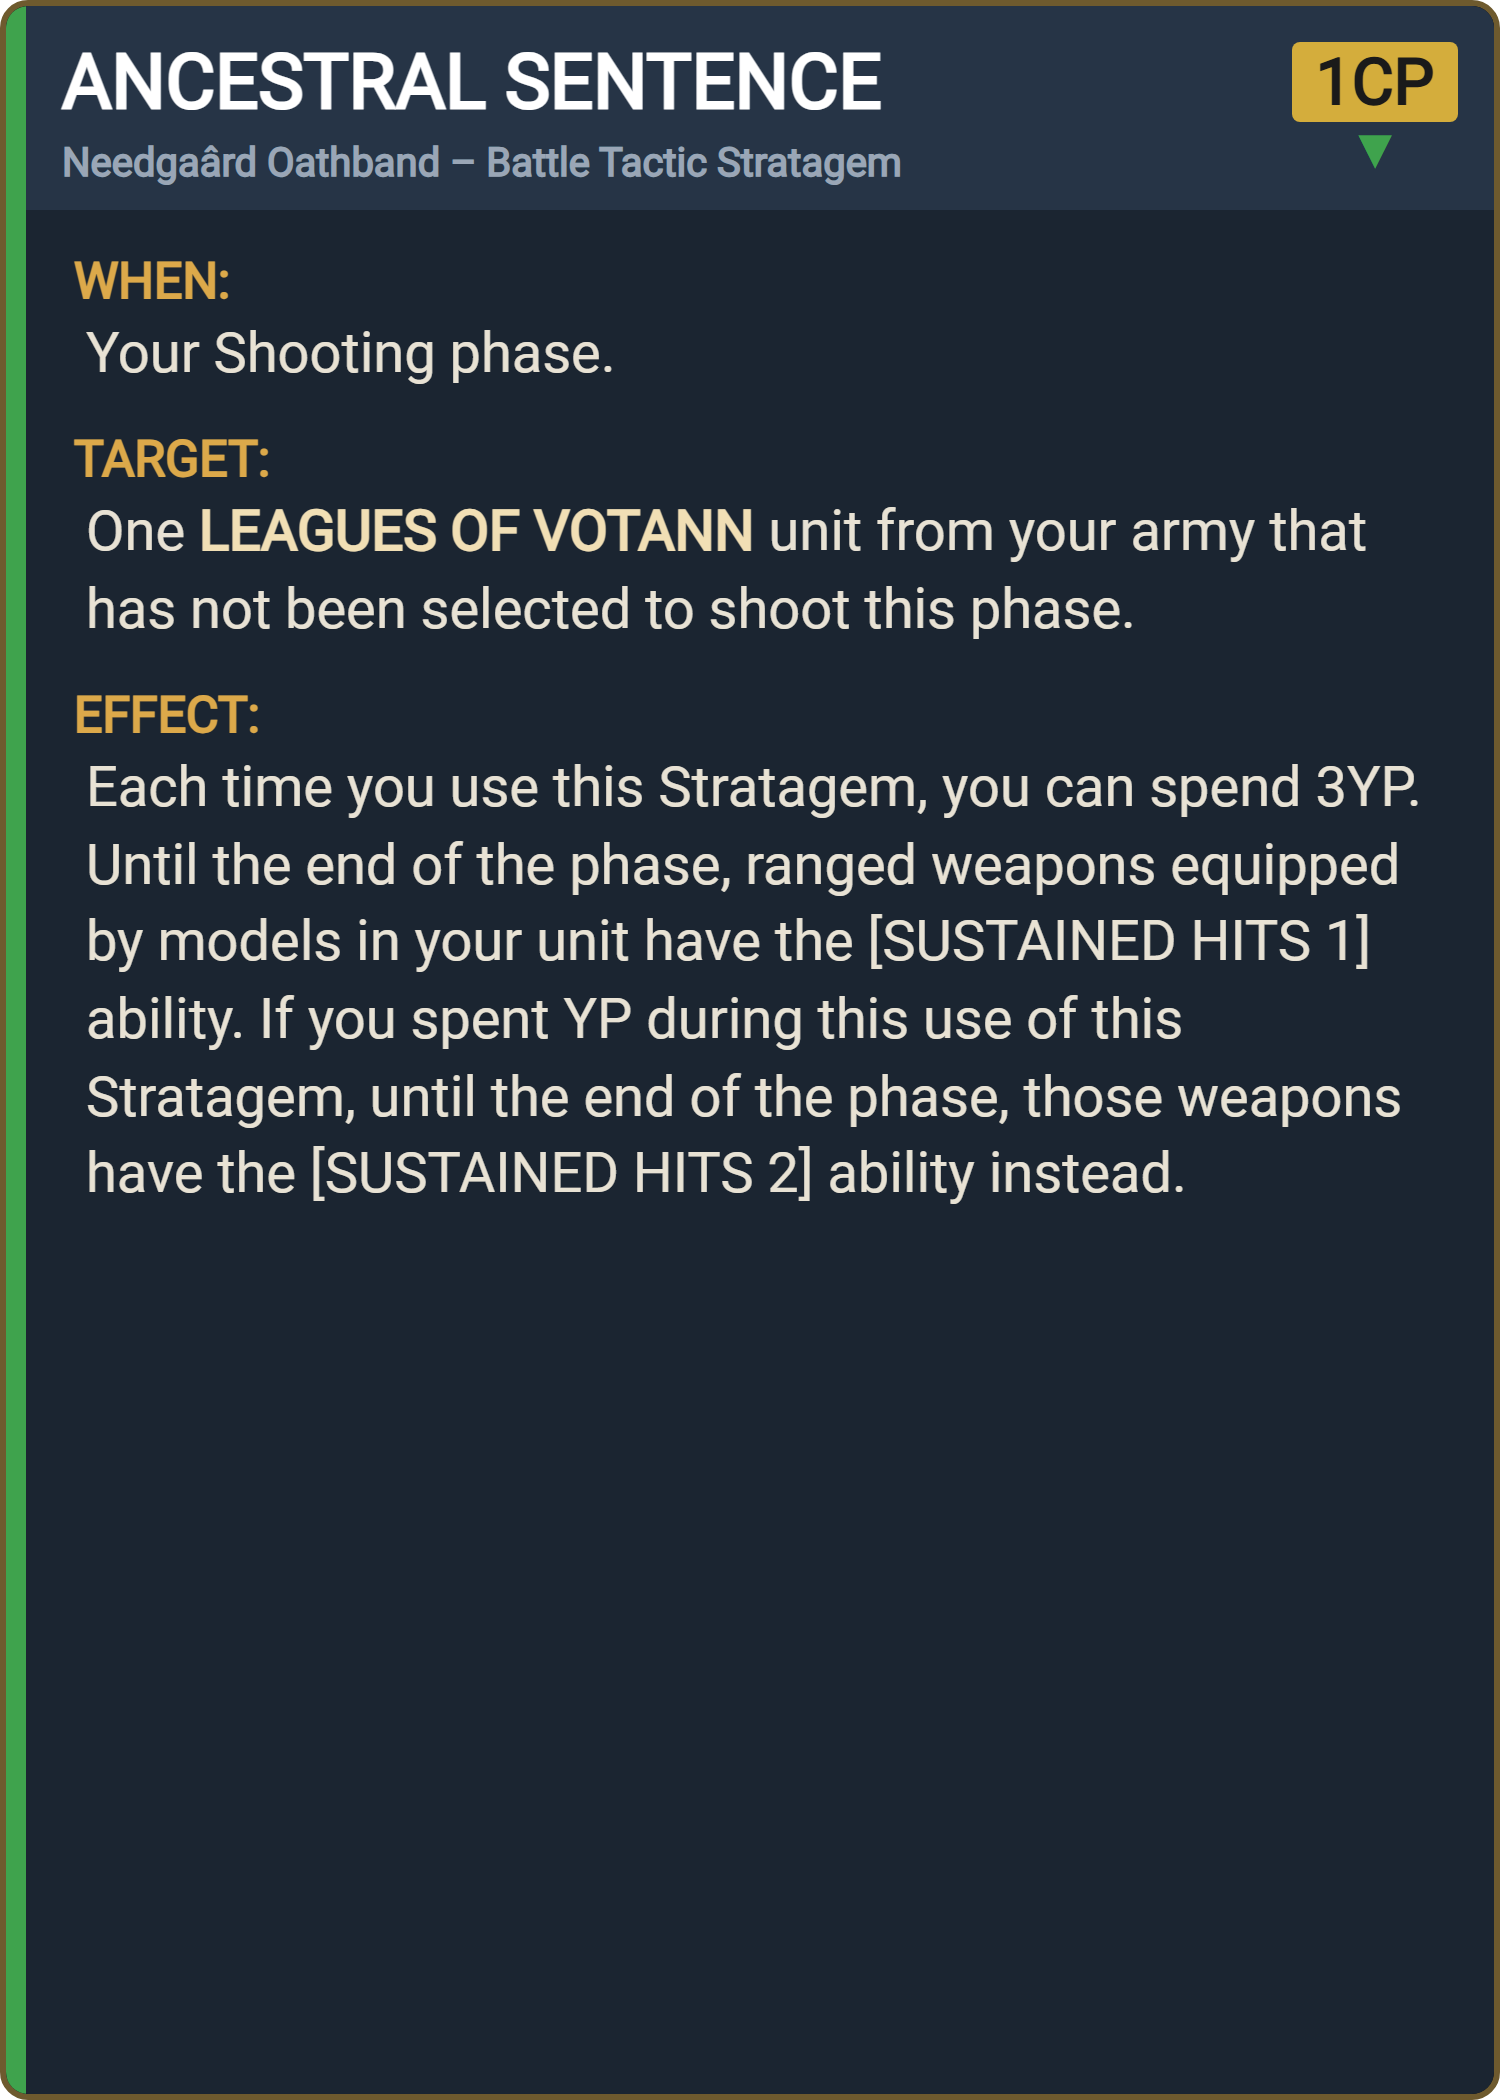 ANCESTRAL SENTENCE
1CP
Needgaârd Oathband – Battle Tactic Stratagem
WHEN:
Your Shooting phase.
TARGET:
One LEAGUES OF VOTANN unit from your army that
has not been selected to shoot this phase.
EFFECT:
Each time you use this Stratagem, you can spend 3YP.
Until the end of the phase, ranged weapons equipped
by models in your unit have the [SUSTAINED HITS 1]
ability. If you spent YP during this use of this
Stratagem, until the end of the phase, those weapons
have the [SUSTAINED HITS 2] ability instead.